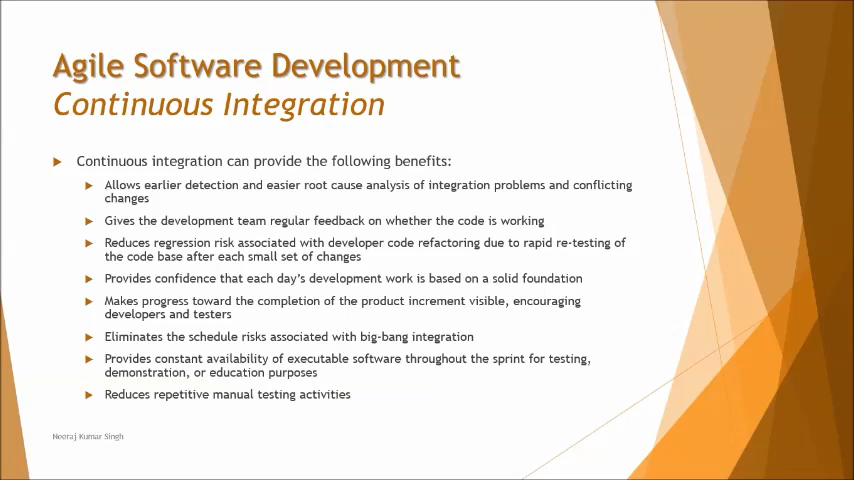 Agile Software Development
Continuous Integration
Continuous integration can provide the following benefits:
Allows earlier detection and easier root cause analysis of integration problems and conflicting
changes
Gives the development team regular feedback on whether the code is working
Reduces regression risk associated with developer code refactoring due to rapid re-testing of
the code base after each small set of changes
Provides confidence that each day's development work is based on a solid foundation
Makes progress toward the completion of the product increment visible, encouraging
developers and testers
Eliminates the schedule risks associated with big-bang integration
Provides constant availability of executable software throughout the sprint for testing,
demonstration, or education purposes
Reduces repetitive manual testing activities
Neeraj Kumar Singh